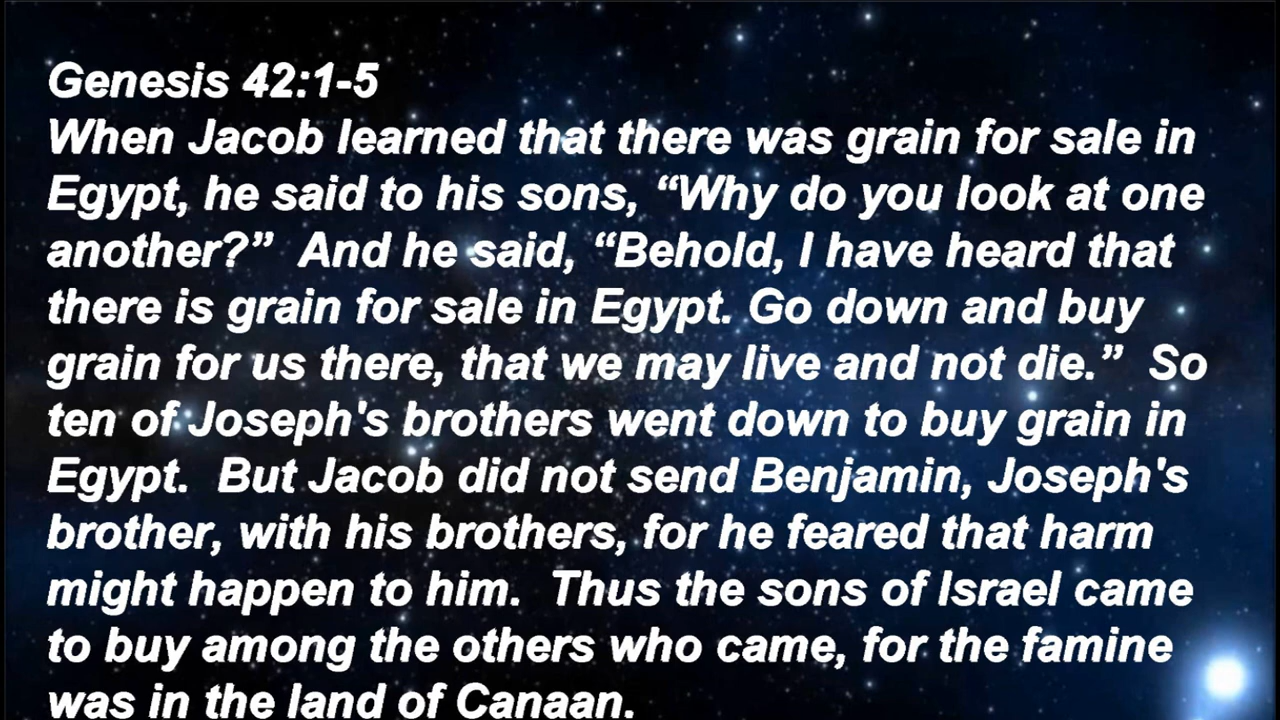 Genesis 42:1-5
When Jacob learned that there was grain for sale in
Egypt, he said to his sons, “Why do you look at one
another?”  And he said, “Behold, I have heard that
there is grain for sale in Egypt. Go down and buy
grain for us there, that we may live and not die.”  So
ten of Joseph's brothers went down to buy grain in
Egypt.  But Jacob did not send Benjamin, Joseph's
brother, with his brothers, for he feared that harm
might happen to him.  Thus the sons of Israel came
to buy among the others who came, for the famine
was in the land of Canaan.